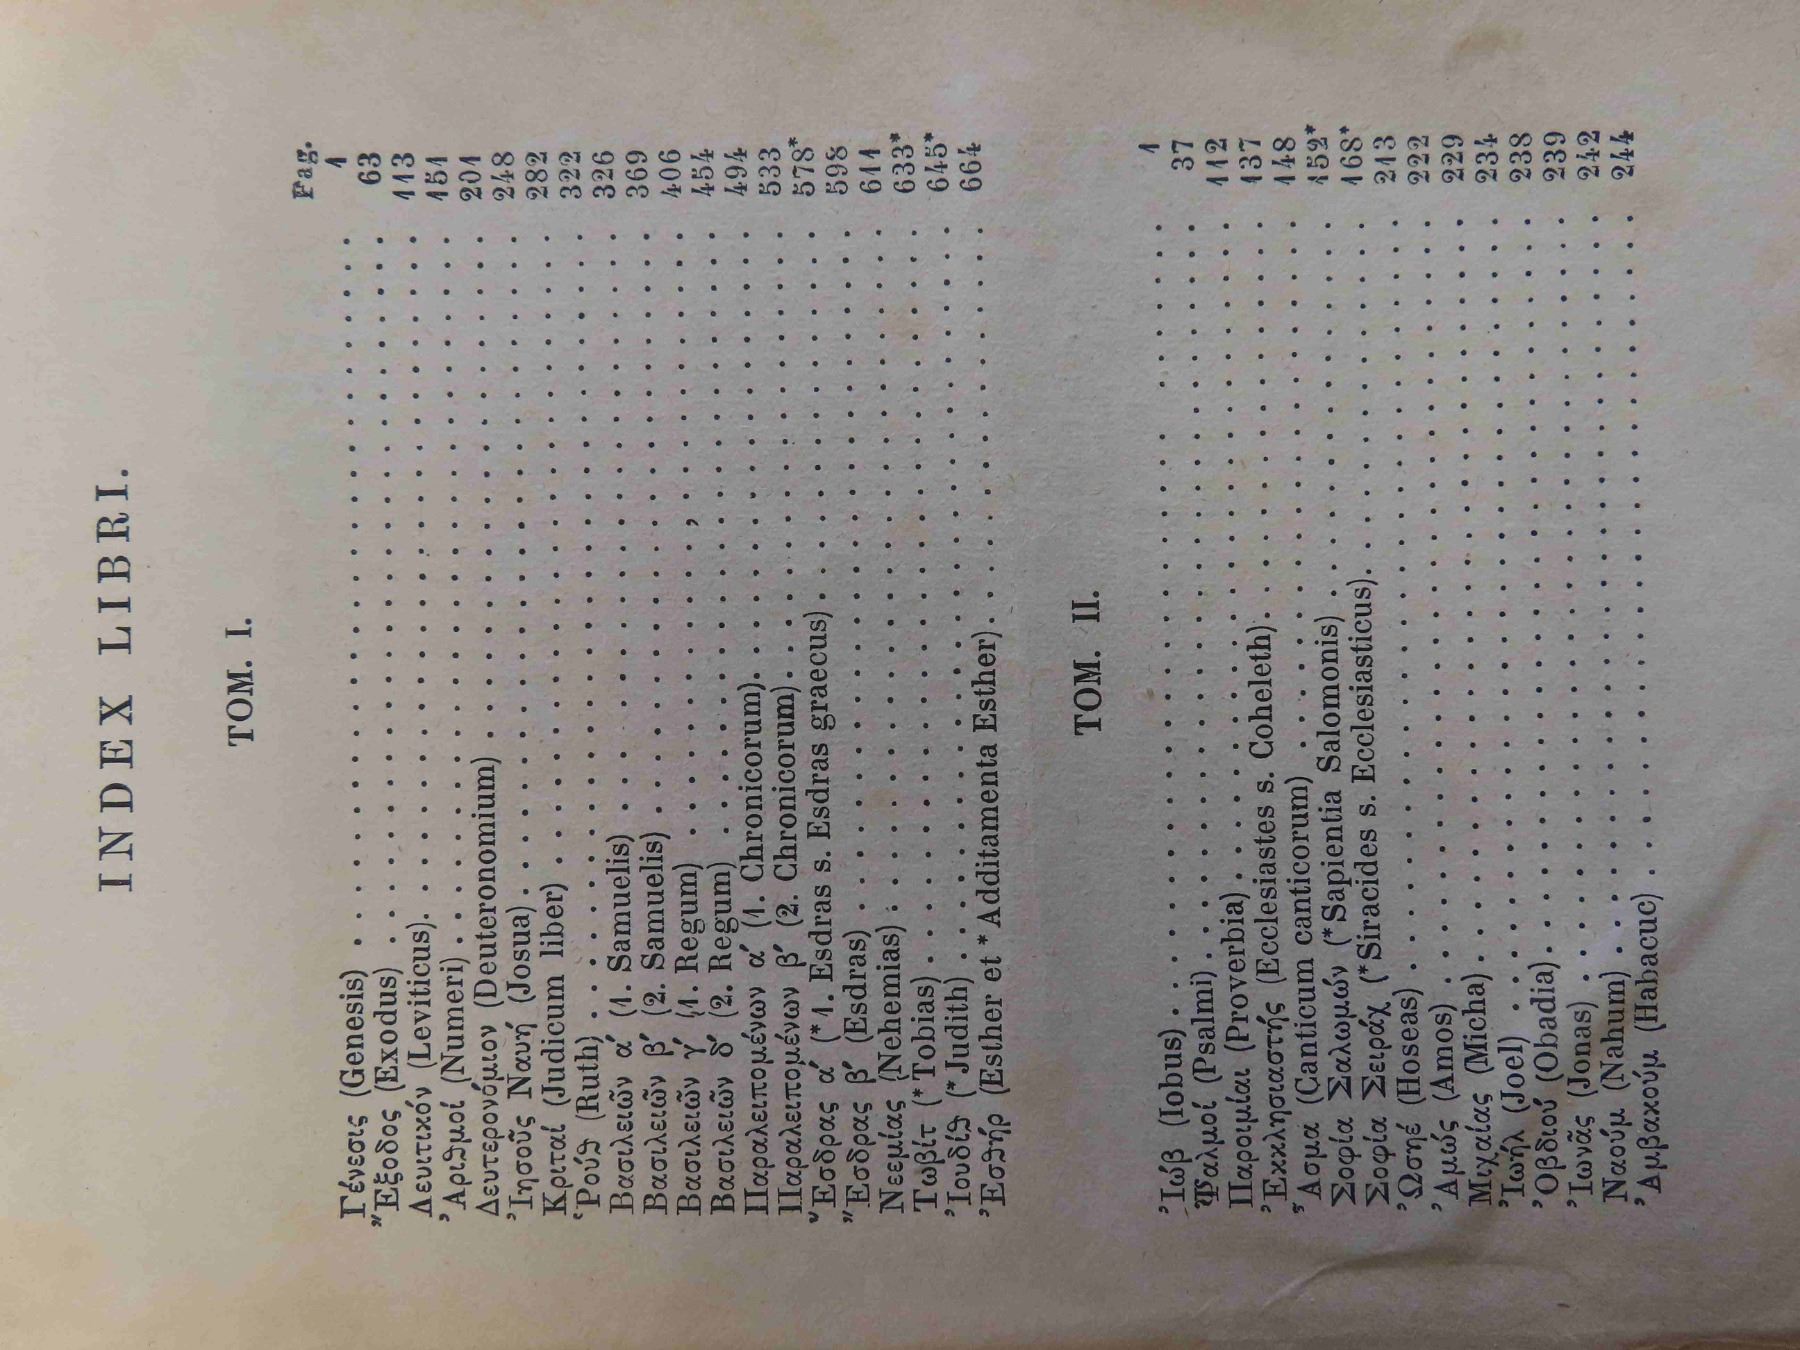 INDEX LIBRI.
TOM. I.
Pag.
Γένεσις (Genesis) . . . . . . . . . . . . . . . . . . . . 1
Ἔξοδος (Exodus) . . . . . . . . . . . . . . . . . . . . 63
Λευιτικόν (Leviticus) . . . . . . . . . . . . . . . . . . . . 113
Ἀριθμοί (Numeri) . . . . . . . . . . . . . . . . . . . . 151
Δευτερονόμιον (Deuteronomium) . . . . . . . . . . . . . . . . 201
Ἰησοῦς Ναυή (Josua) . . . . . . . . . . . . . . . . . . . . 248
Κριταί (Judicum liber) . . . . . . . . . . . . . . . . . . . . 282
Ῥούϑ (Ruth) . . . . . . . . . . . . . . . . . . . . 322
Βασιλειῶν α΄ (1. Samuelis) . . . . . . . . . . . . . . . . . . 326
Βασιλειῶν β΄ (2. Samuelis) . . . . . . . . . . . . . . . . . . 369
Βασιλειῶν γ΄ (1. Regum) . . . . . . . . . . . . . . . . . . 406
Βασιλειῶν δ΄ (2. Regum) . . . . . . . . . . . . . . . . . . 454
Παραλειπομένων α΄ (1. Chronicorum) . . . . . . . . . . . . . . 494
Παραλειπομένων β΄ (2. Chronicorum) . . . . . . . . . . . . . . 533
Ἔσδρας α΄ (*1. Esdras s. Esdras graecus) . . . . . . . . . . . . 578*
Ἔσδρας β΄ (Esdras) . . . . . . . . . . . . . . . . . . . . 598
Νεεμίας (Nehemias) . . . . . . . . . . . . . . . . . . . . 611
Τωβίτ (*Tobias) . . . . . . . . . . . . . . . . . . . . 633*
Ἰουδίϑ (*Judith) . . . . . . . . . . . . . . . . . . . . 645*
Ἐσϑήρ (Esther et * Additamenta Esther) . . . . . . . . . . . . . 664
TOM. II.
Ἰώβ (Iobus) . . . . . . . . . . . . . . . . . . . . 1
Ψαλμοί (Psalmi) . . . . . . . . . . . . . . . . . . . . 37
Παροιμίαι (Proverbia) . . . . . . . . . . . . . . . . . . . . 112
Ἐκκλησιαστής (Ecclesiastes s. Coheleth) . . . . . . . . . . . . . 137
Ἆσμα (Canticum canticorum) . . . . . . . . . . . . . . . . 148
Σοφία Σαλωμών (*Sapientia Salomonis) . . . . . . . . . . . . . 152*
Σοφία Σειράχ (*Siracides s. Ecclesiasticus) . . . . . . . . . . . . 168*
Ὠσηέ (Hoseas) . . . . . . . . . . . . . . . . . . . . 213
Ἀμώς (Amos) . . . . . . . . . . . . . . . . . . . . 222
Μιχαίας (Micha) . . . . . . . . . . . . . . . . . . . . 229
Ἰωήλ (Joel) . . . . . . . . . . . . . . . . . . . . 234
Ὀβδιού (Obadia) . . . . . . . . . . . . . . . . . . . . 238
Ἰωνᾶς (Jonas) . . . . . . . . . . . . . . . . . . . . 239
Ναούμ (Nahum) . . . . . . . . . . . . . . . . . . . . 242
Ἀμβακούμ (Habacuc) . . . . . . . . . . . . . . . . . . . . 244